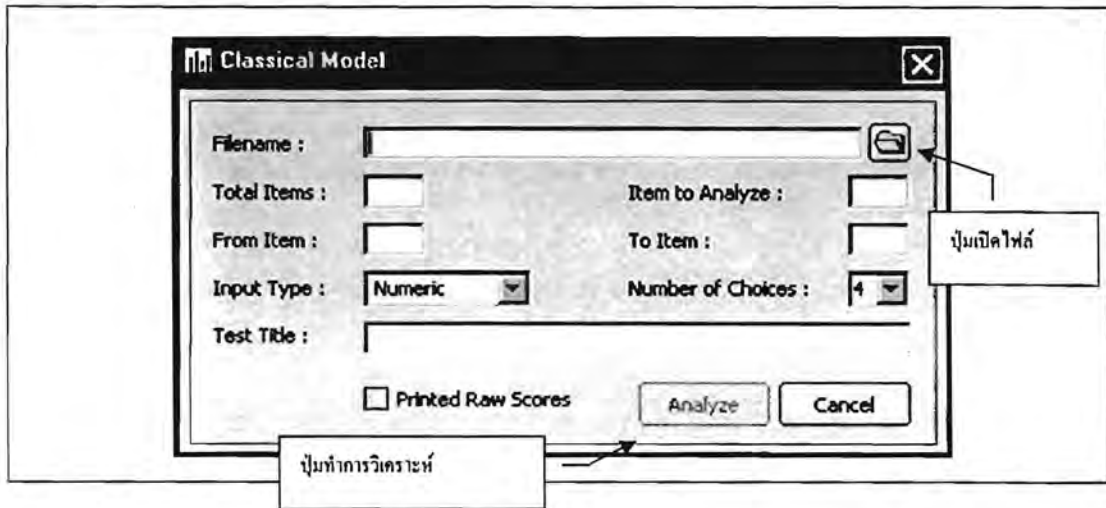 Classical Model
Filename :
Total Items :
Item to Analyze :
From Item :
To Item :
ปุ่มเปิดไฟล์
Input Type :
Numeric
Number of Choices :
4
Test Title :
Printed Raw Scores
Analyze
Cancel
ปุ่มทำการวิเคราะห์